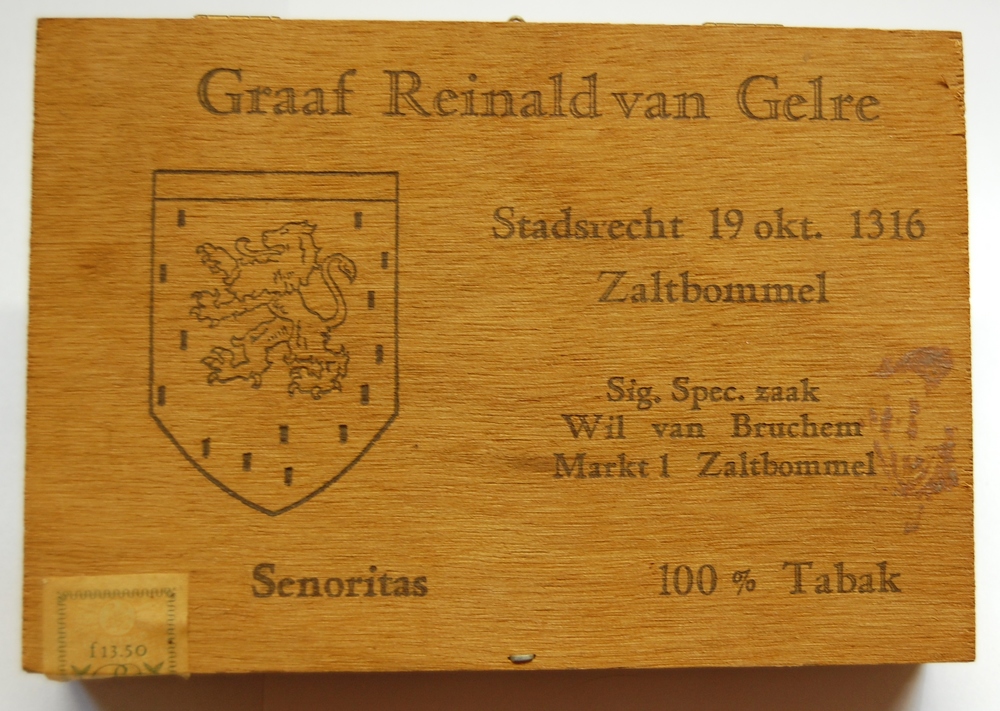 Graaf Reinald van Gelre
Stadsrecht 19 okt. 1316
Zaltbommel
Sig. Spec. zaak
Wil van Bruchem
Markt 1 Zaltbommel
Senoritas
100 % Tabak
f 13.50